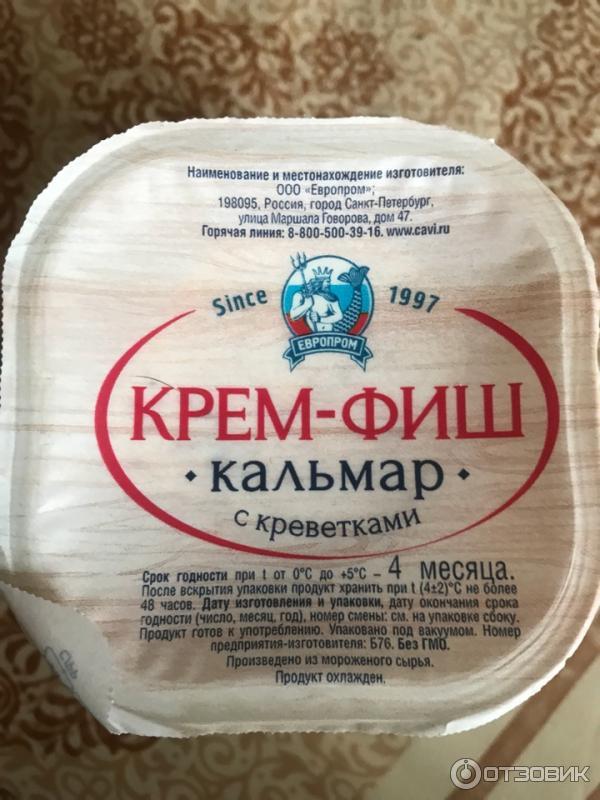 Наименование и местонахождение изготовителя:
ООО «Европром»;
198095, Россия, город Санкт-Петербург,
улица Маршала Говорова, дом 47.
Горячая линия: 8-800-500-39-16. www.cavi.ru
Since 1997
ЕВРОПРОМ
КРЕМ-ФИШ
· кальмар ·
с креветками
Срок годности при t от 0°С до +5°С – 4 месяца.
После вскрытия упаковки продукт хранить при t (4±2)°С не более
48 часов. Дату изготовления и упаковки, дату окончания срока
годности (число, месяц, год), номер смены: см. на упаковке сбоку.
Продукт готов к употреблению. Упаковано под вакуумом. Номер
предприятия-изготовителя: Б76. Без ГМО.
Произведено из мороженого сырья.
Продукт охлажден.
ОТЗОВИК